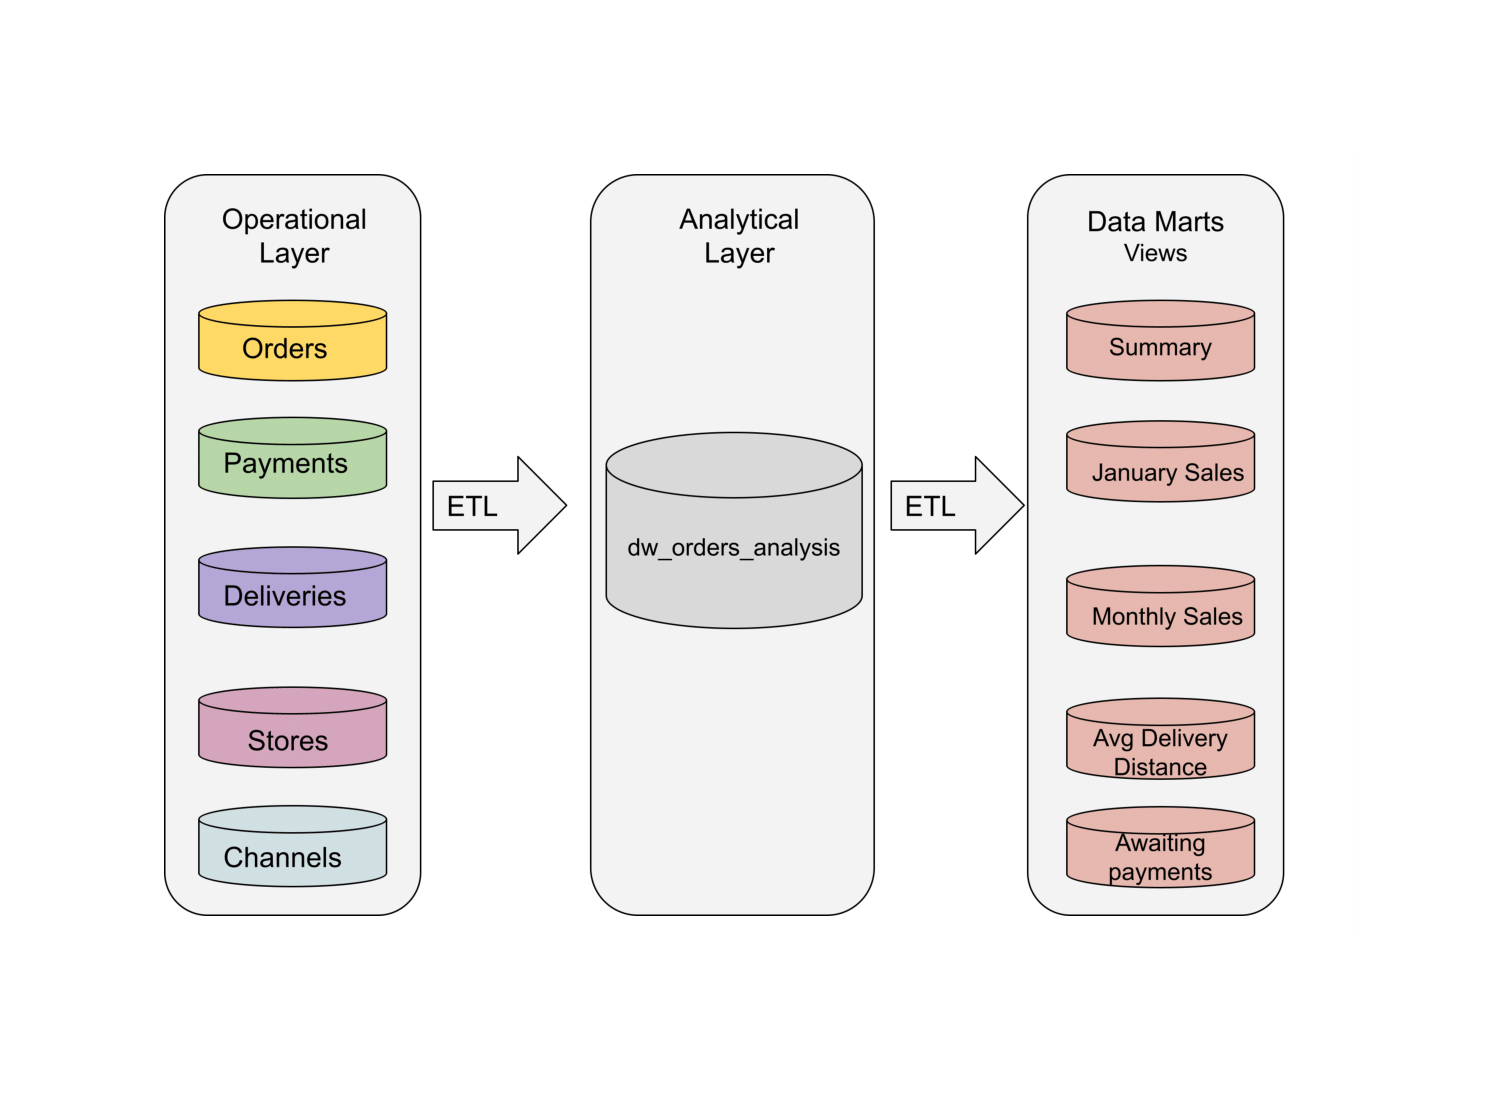 Operational
Layer
Orders
Payments
Deliveries
Stores
Channels
ETL
Analytical
Layer
dw_orders_analysis
ETL
Data Marts
Views
Summary
January Sales
Monthly Sales
Avg Delivery
Distance
Awaiting
payments